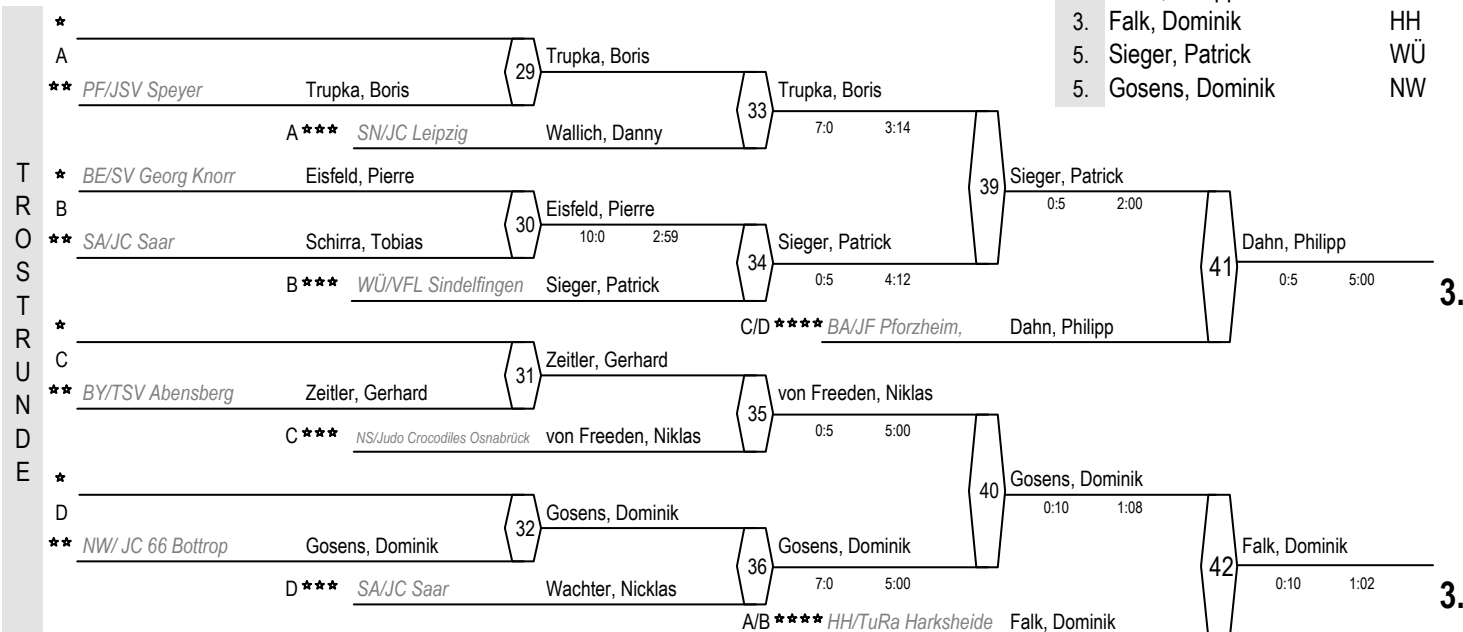 3. Falk, Dominik HH
5. Sieger, Patrick WÜ
5. Gosens, Dominik NW
TROSTRUNDE
*
A
** PF/JSV Speyer Trupka, Boris
29 Trupka, Boris
A *** SN/JC Leipzig Wallich, Danny
33 Trupka, Boris
7:0 3:14
* BE/SV Georg Knorr Eisfeld, Pierre
B
** SA/JC Saar Schirra, Tobias
30 Eisfeld, Pierre
10:0 2:59
B *** WÜ/VFL Sindelfingen Sieger, Patrick
34 Sieger, Patrick
0:5 4:12
39 Sieger, Patrick
0:5 2:00
C/D **** BA/JF Pforzheim, Dahn, Philipp
41 Dahn, Philipp
0:5 5:00
3.
*
C
** BY/TSV Abensberg Zeitler, Gerhard
31 Zeitler, Gerhard
C *** NS/Judo Crocodiles Osnabrück von Freeden, Niklas
35 von Freeden, Niklas
0:5 5:00
*
D
** NW/ JC 66 Bottrop Gosens, Dominik
32 Gosens, Dominik
D *** SA/JC Saar Wachter, Nicklas
36 Gosens, Dominik
7:0 5:00
40 Gosens, Dominik
0:10 1:08
A/B **** HH/TuRa Harksheide Falk, Dominik
42 Falk, Dominik
0:10 1:02
3.